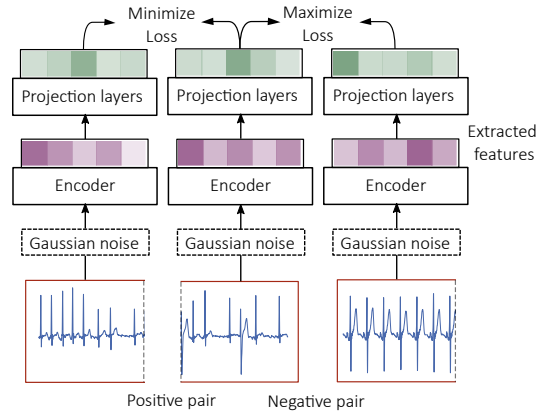 Minimize
Loss
Maximize
Loss
Projection layers
Projection layers
Projection layers
Extracted
features
Encoder
Encoder
Encoder
Gaussian noise
Gaussian noise
Gaussian noise
Positive pair
Negative pair